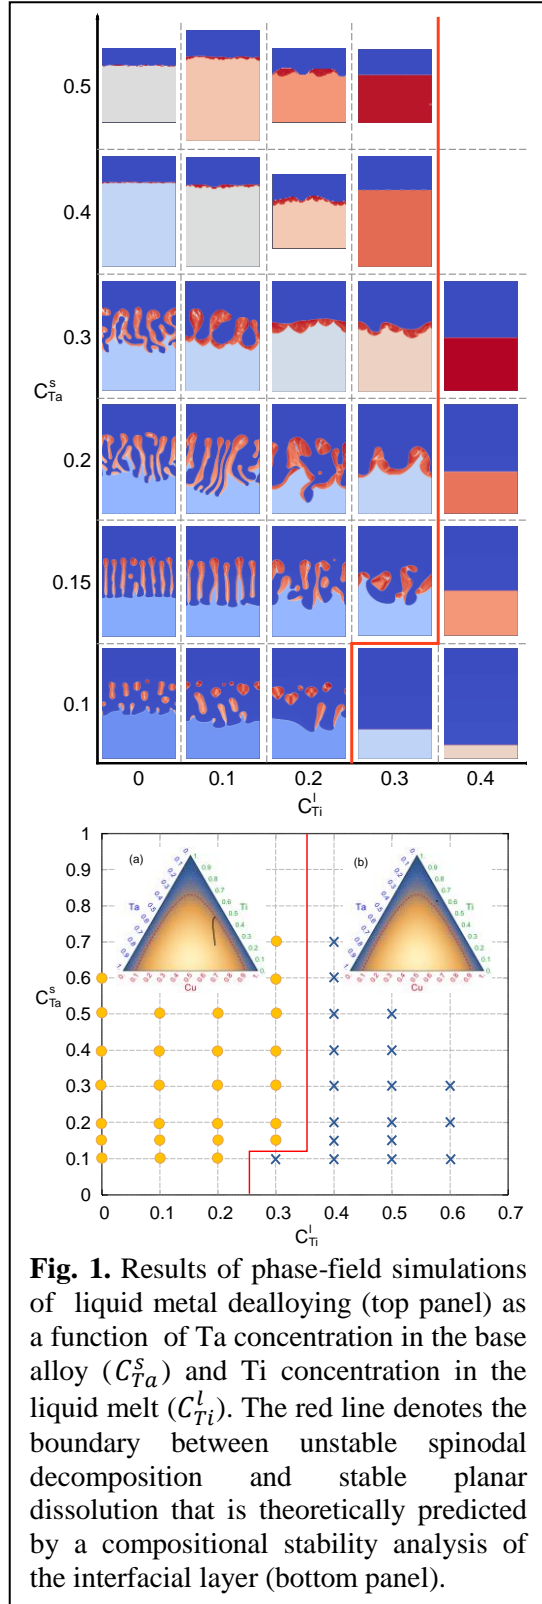 0.5
0.4
0.3
C^s_Ta
0.2
0.15
0.1
0 0.1 0.2 0.3 0.4
C^l_Ti
1
0.9
0.8
0.7
0.6
C^s_Ta
0.5
0.4
0.3
0.2
0.1
0
0 0.1 0.2 0.3 0.4 0.5 0.6 0.7
C^l_Ti
(a)
Ta
Ti
Cu
(b)
Ta
Ti
Cu
Fig. 1. Results of phase-field simulations
of liquid metal dealloying (top panel) as
a function of Ta concentration in the base
alloy (C^s_Ta) and Ti concentration in the
liquid melt (C^l_Ti). The red line denotes the
boundary between unstable spinodal
decomposition and stable planar
dissolution that is theoretically predicted
by a compositional stability analysis of
the interfacial layer (bottom panel).